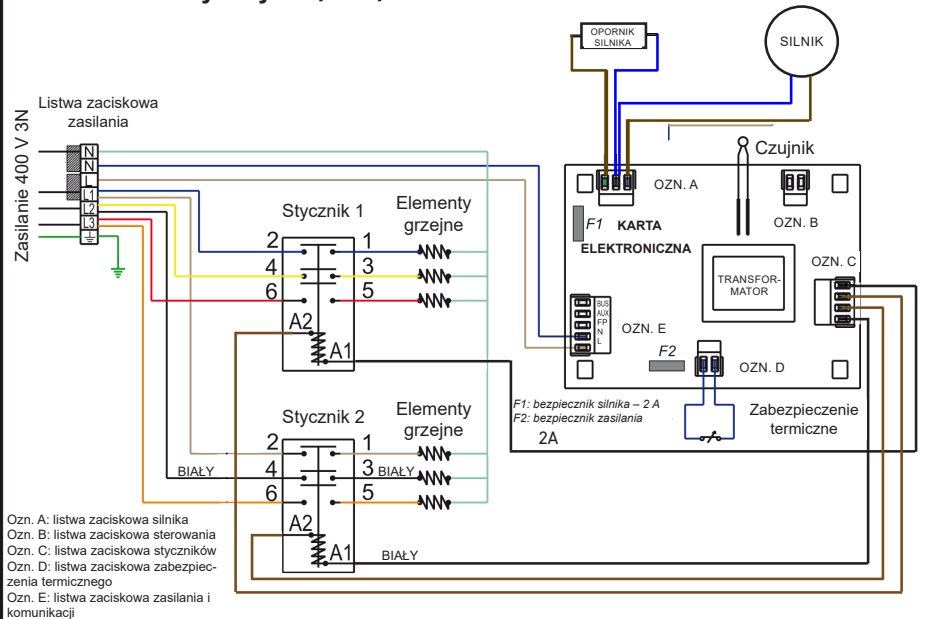 OPORNIK
SILNIKA
SILNIK
Listwa zaciskowa
zasilania
Zasilanie 400 V 3N
N
N
L
L1
L2
L3
Czujnik
OZN. A
OZN. B
F1
KARTA
ELEKTRONICZNA
TRANSFOR-
MATOR
OZN. C
BUS
AUX
FP
N
L
OZN. E
F2
OZN. D
F1: bezpiecznik silnika – 2 A
F2: bezpiecznik zasilania
2A
Zabezpieczenie
termiczne
Stycznik 1
Elementy
grzejne
2
1
4
3
6
5
A2
A1
Stycznik 2
Elementy
grzejne
2
1
BIAŁY
4
3
BIAŁY
6
5
A2
A1
BIAŁY
Ozn. A: listwa zaciskowa silnika
Ozn. B: listwa zaciskowa sterowania
Ozn. C: listwa zaciskowa styczników
Ozn. D: listwa zaciskowa zabezpiec-
zenia termicznego
Ozn. E: listwa zaciskowa zasilania i
komunikacji